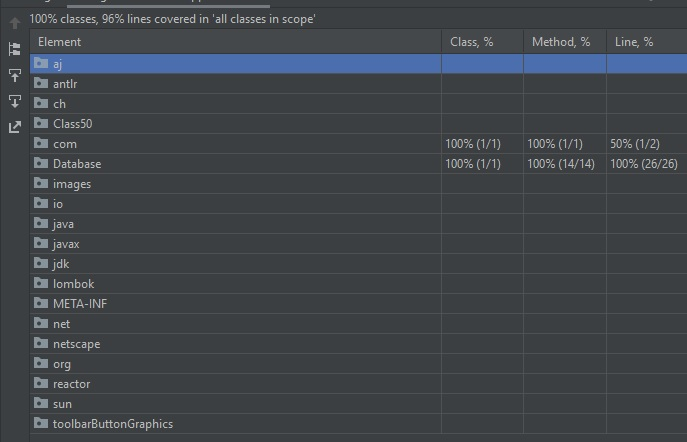 100% classes, 96% lines covered in 'all classes in scope'
Element Class, % Method, % Line, %
aj
antlr
ch
Class50
com 100% (1/1) 100% (1/1) 50% (1/2)
Database 100% (1/1) 100% (14/14) 100% (26/26)
images
io
java
javax
jdk
lombok
META-INF
net
netscape
org
reactor
sun
toolbarButtonGraphics